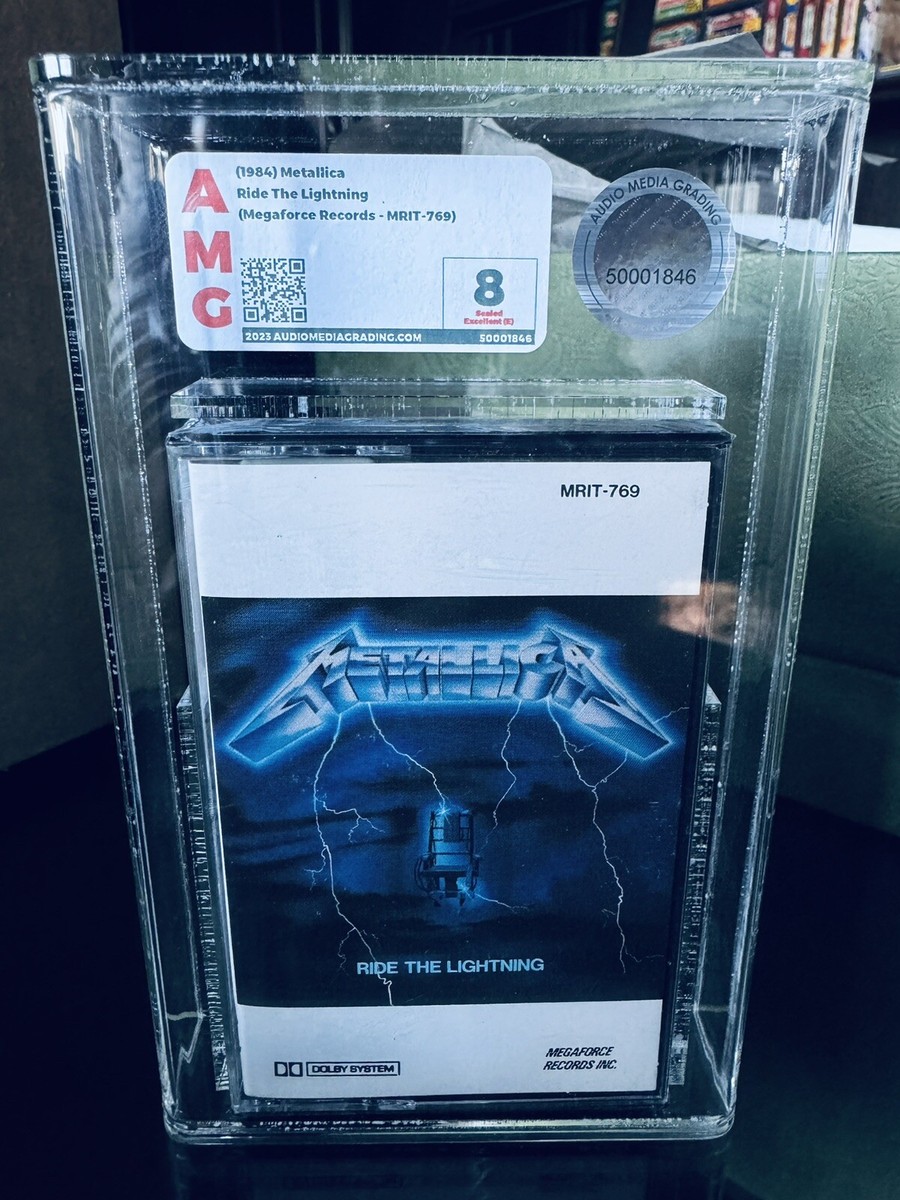 A
M
G
(1984) Metallica
Ride The Lightning
(Megaforce Records - MRIT-769)
8
Sealed
Excellent (E)
2023 AUDIOMEDIAGRADING.COM 50001846
AUDIO MEDIA GRADING
50001846
MRIT-769
METALLICA
RIDE THE LIGHTNING
DOLBY SYSTEM
MEGAFORCE
RECORDS INC.